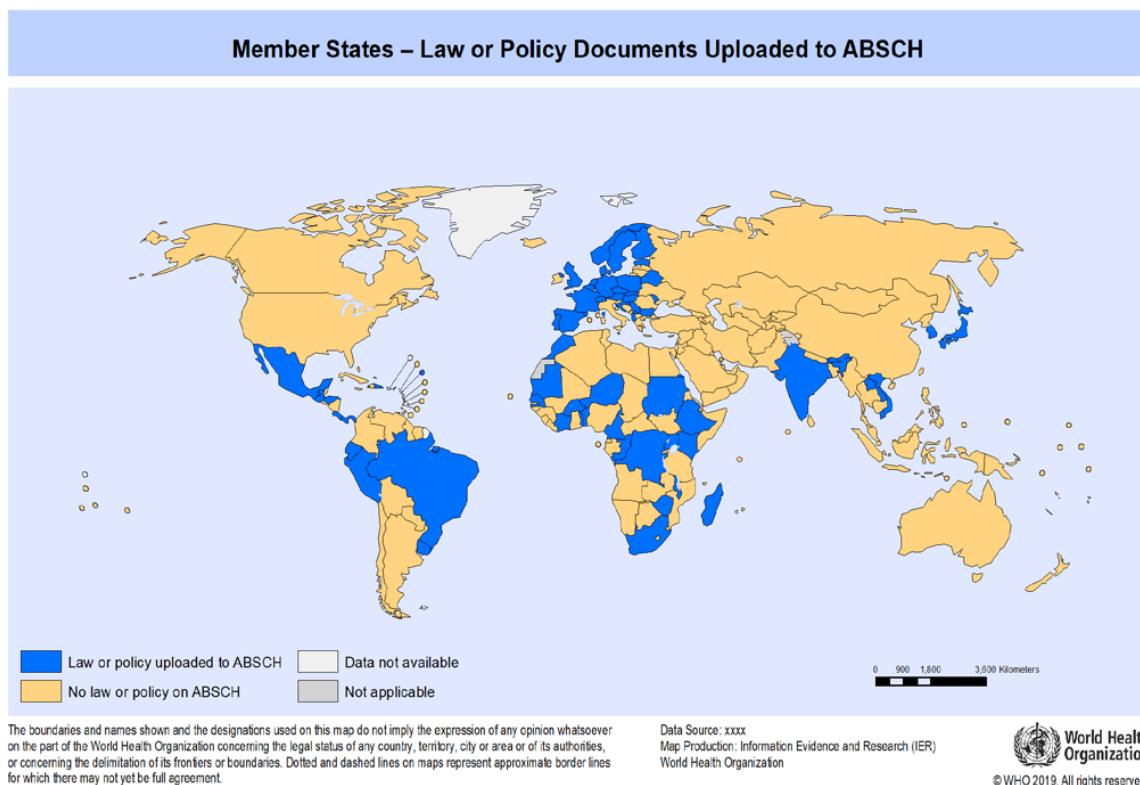 Member States – Law or Policy Documents Uploaded to ABSCH
Law or policy uploaded to ABSCH
No law or policy on ABSCH
Data not available
Not applicable
0 900 1,800 3,600 Kilometers
The boundaries and names shown and the designations used on this map do not imply the expression of any opinion whatsoever
on the part of the World Health Organization concerning the legal status of any country, territory, city or area or of its authorities,
or concerning the delimitation of its frontiers or boundaries. Dotted and dashed lines on maps represent approximate border lines
for which there may not yet be full agreement.
Data Source: xxxx
Map Production: Information Evidence and Research (IER)
World Health Organization
World Healt
Organizatio
© WHO 2019. All rights reserve